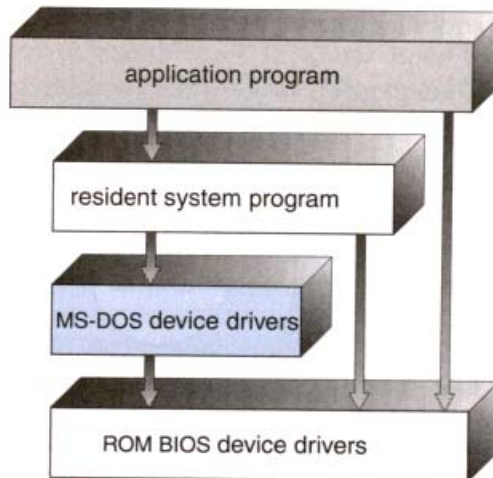 application program
resident system program
MS-DOS device drivers
ROM BIOS device drivers